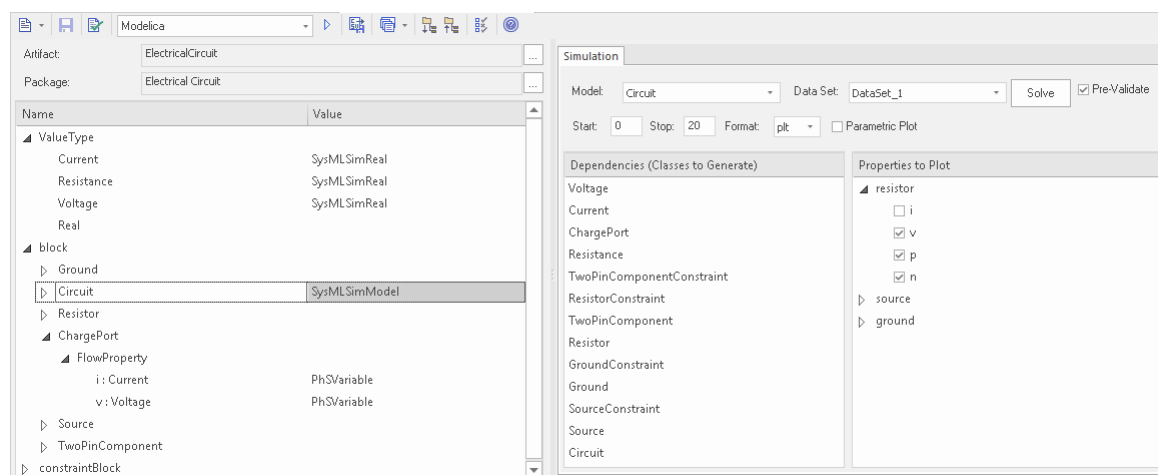 Modelica
Artifact: ElectricalCircuit ...
Package: Electrical Circuit ...
Name Value
ValueType
Current SysMLSimReal
Resistance SysMLSimReal
Voltage SysMLSimReal
Real
block
Ground
Circuit SysMLSimModel
Resistor
ChargePort
FlowProperty
i : Current PhSVariable
v : Voltage PhSVariable
Source
TwoPinComponent
constraintBlock
Simulation
Model: Circuit Data Set: DataSet_1 Solve Pre-Validate
Start: 0 Stop: 20 Format: plt Parametric Plot
Dependencies (Classes to Generate)
Voltage
Current
ChargePort
Resistance
TwoPinComponentConstraint
ResistorConstraint
TwoPinComponent
Resistor
GroundConstraint
Ground
SourceConstraint
Source
Circuit
Properties to Plot
resistor
i
v
p
n
source
ground